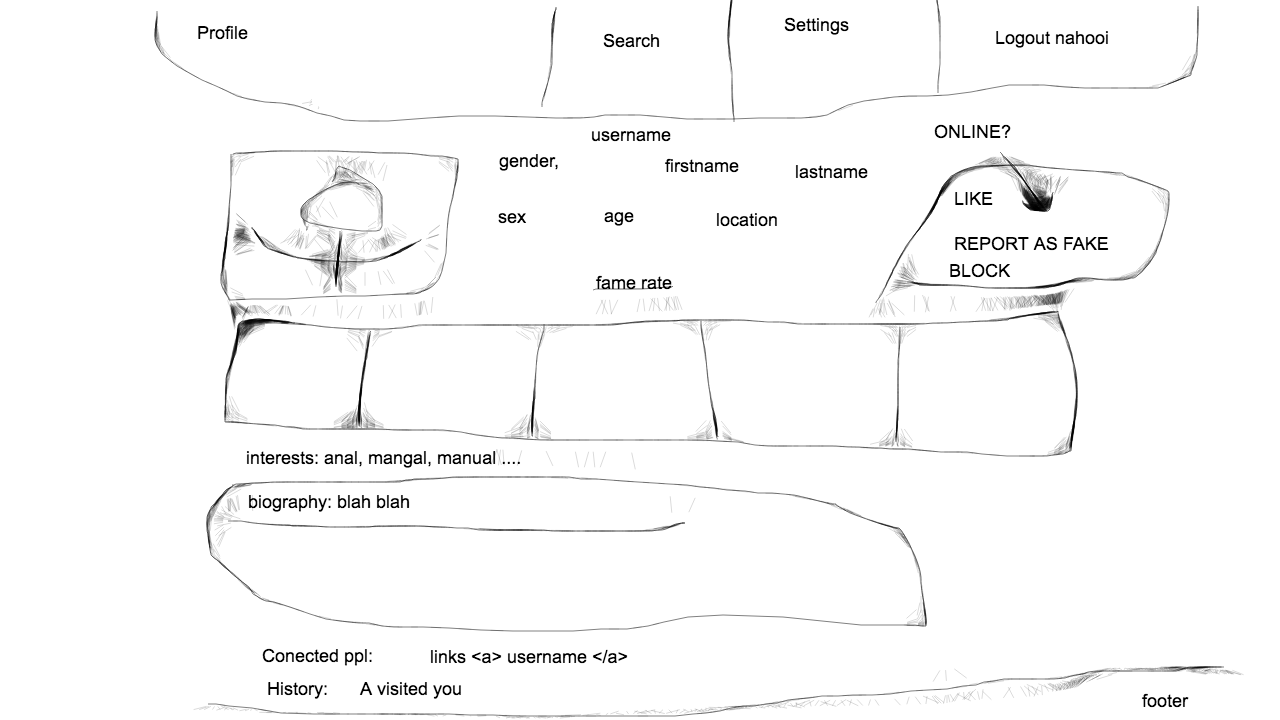 Profile
Search
Settings
Logout nahooi
username
ONLINE?
gender,
firstname
lastname
LIKE
sex
age
location
REPORT AS FAKE
BLOCK
fame rate
interests: anal, mangal, manual ....
biography: blah blah
Conected ppl: links <a> username </a>
History: A visited you
footer